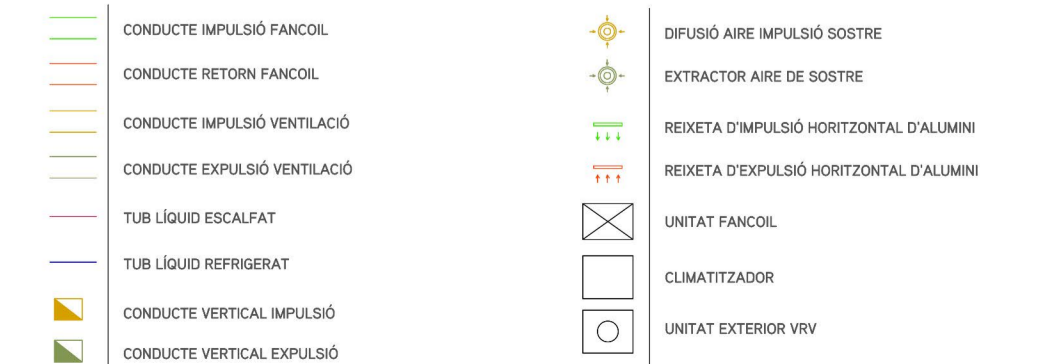 CONDUCTE IMPULSIÓ FANCOIL
CONDUCTE RETORN FANCOIL
CONDUCTE IMPULSIÓ VENTILACIÓ
CONDUCTE EXPULSIÓ VENTILACIÓ
TUB LÍQUID ESCALFAT
TUB LÍQUID REFRIGERAT
CONDUCTE VERTICAL IMPULSIÓ
CONDUCTE VERTICAL EXPULSIÓ
DIFUSIÓ AIRE IMPULSIÓ SOSTRE
EXTRACTOR AIRE DE SOSTRE
REIXETA D'IMPULSIÓ HORITZONTAL D'ALUMINI
REIXETA D'EXPULSIÓ HORITZONTAL D'ALUMINI
UNITAT FANCOIL
CLIMATITZADOR
UNITAT EXTERIOR VRV